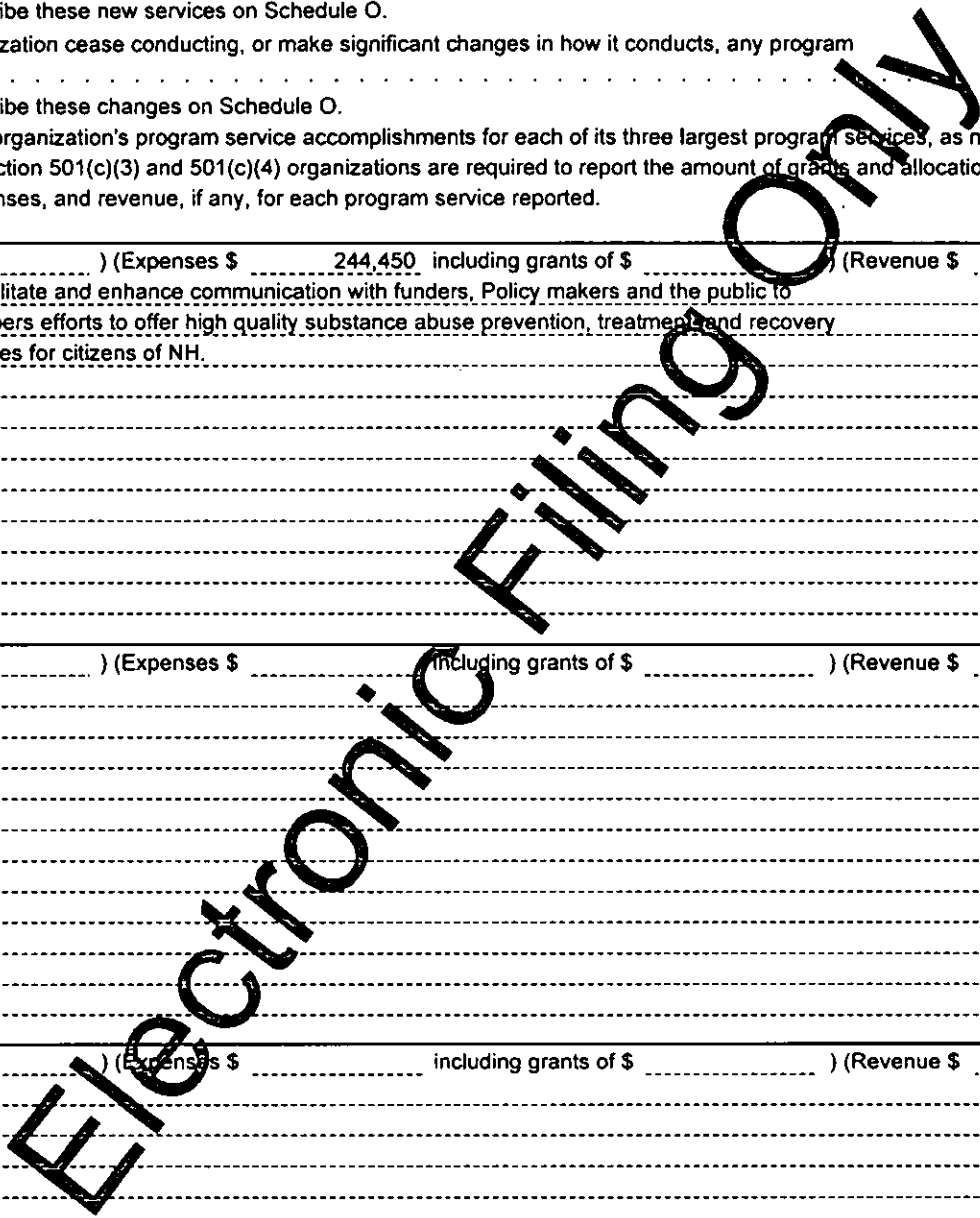 ibe these new services on Schedule O.
zation cease conducting, or make significant changes in how it conducts, any program
ibe these changes on Schedule O.
organization's program service accomplishments for each of its three largest program services, as
ction 501(c)(3) and 501(c)(4) organizations are required to report the amount of grants and allocatio
nses, and revenue, if any, for each program service reported.
) (Expenses $ 244,450 including grants of $ ) (Revenue $
litate and enhance communication with funders, Policy makers and the public to
bers efforts to offer high quality substance abuse prevention, treatment and recovery
es for citizens of NH.
) (Expenses $ including grants of $ ) (Revenue $
) (Expenses $ including grants of $ ) (Revenue $
Electronic Filing Only